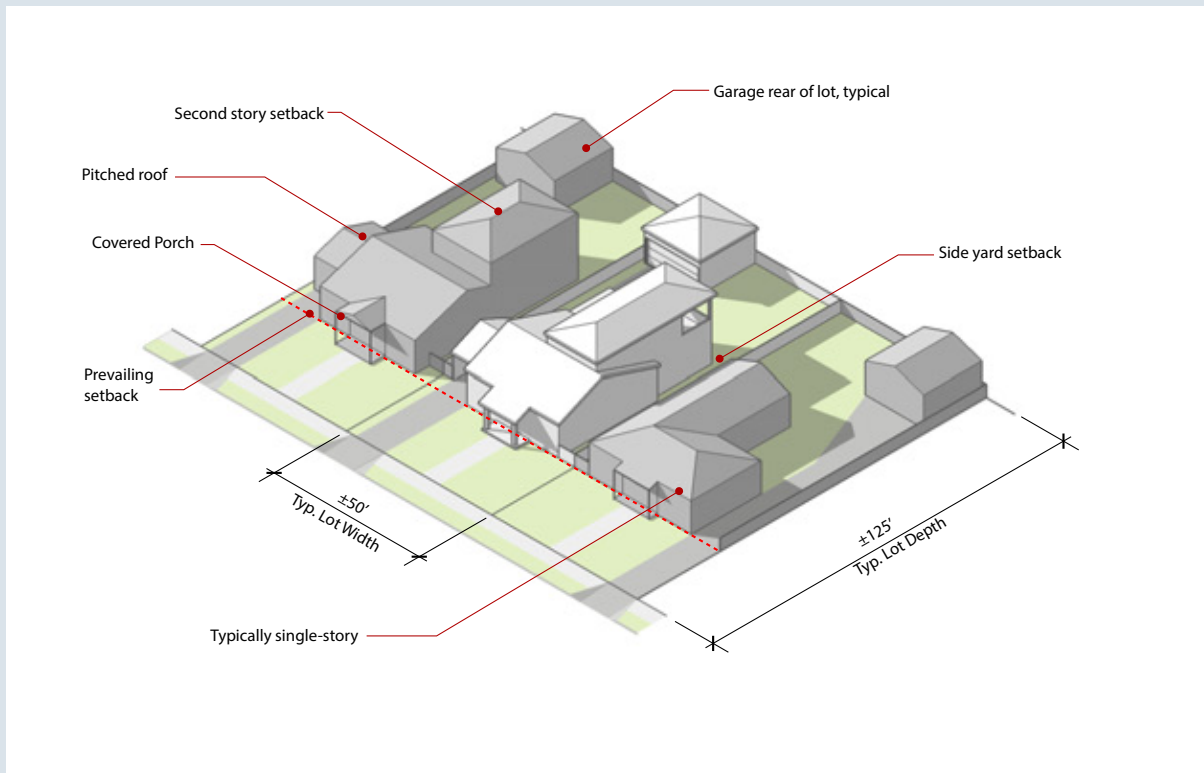 Garage rear of lot, typical
Second story setback
Pitched roof
Covered Porch
Side yard setback
Prevailing
setback
±50′
Typ. Lot Width
±125′
Typ. Lot Depth
Typically single-story